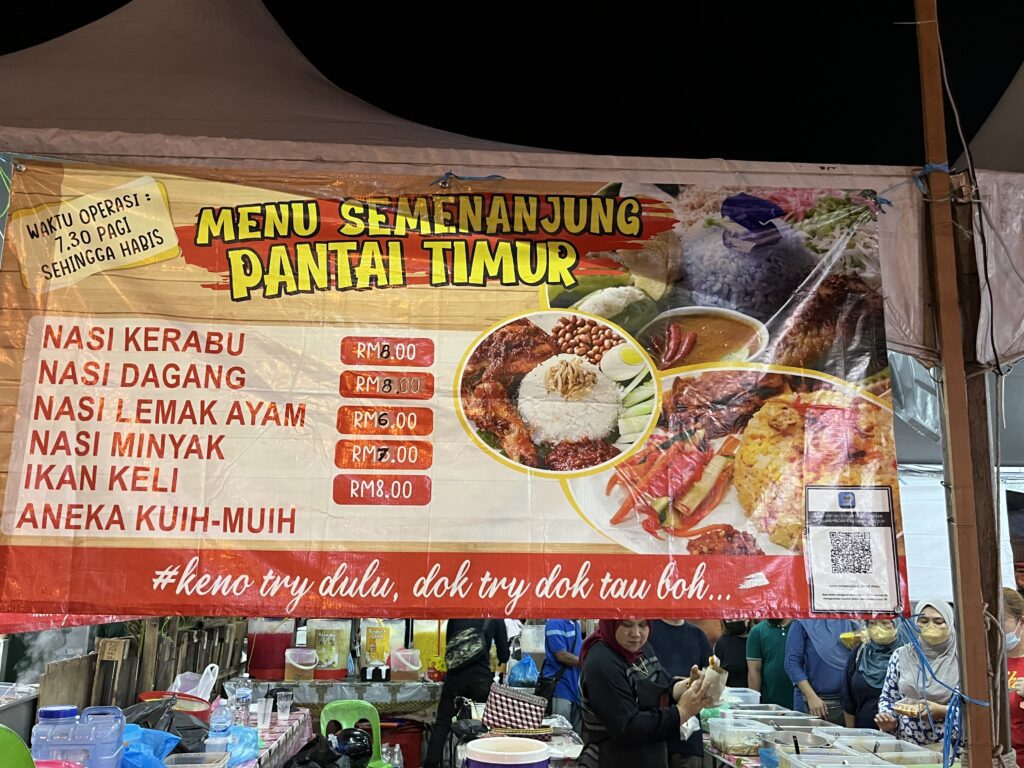 WAKTU OPERASI :
7.30 PAGI
SEHINGGA HABIS
MENU SEMENANJUNG
PANTAI TIMUR
NASI KERABU RM8.00
NASI DAGANG RM8.00
NASI LEMAK AYAM RM6.00
NASI MINYAK RM7.00
IKAN KELI RM8.00
ANEKA KUIH-MUIH
#keno try dulu, dok try dok tau boh...